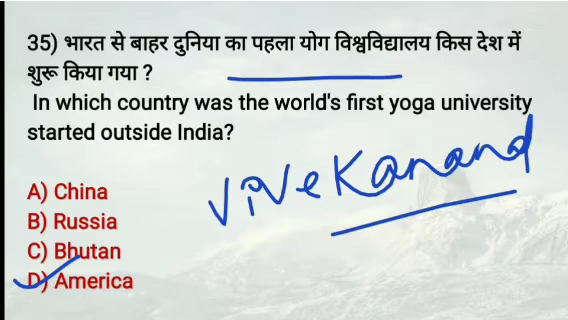 35) भारत से बाहर दुनिया का पहला योग विश्वविद्यालय किस देश में
शुरू किया गया ?
In which country was the world's first yoga university
started outside India?
Vivekanand
A) China
B) Russia
C) Bhutan
D) America